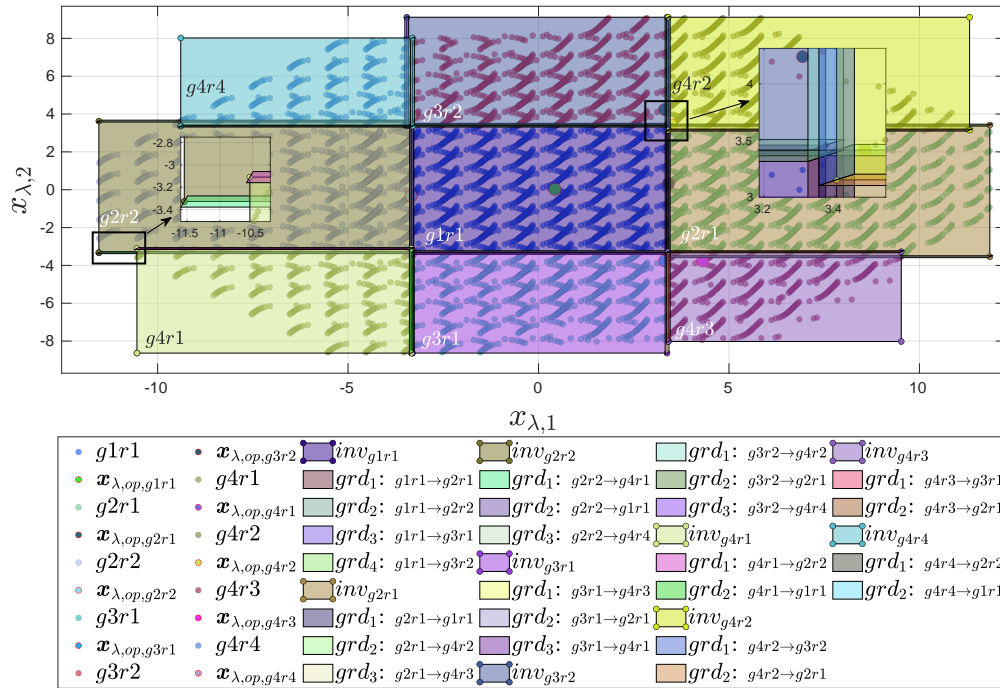 8
6
4
2
0
-2
-4
-6
-8
x_{λ,2}
g4r4
g3r2
g4r2
g2r2
g1r1
g2r1
g4r1
g3r1
g4r3
-2.8
-3
-3.2
-3.4
-11.5 -11 -10.5
4
3.5
3
3.2 3.4
-10 -5 0 5 10
x_{λ,1}
g1r1 x_{λ,op,g3r2} inv_{g1r1} inv_{g2r2} grd_1: g3r2→g4r2 inv_{g4r3}
x_{λ,op,g1r1} g4r1 grd_1: g1r1→g2r1 grd_1: g2r2→g4r1 grd_2: g3r2→g2r1 grd_1: g4r3→g3r1
g2r1 x_{λ,op,g4r1} grd_2: g1r1→g2r2 grd_2: g2r2→g1r1 grd_3: g3r2→g4r4 grd_2: g4r3→g2r1
x_{λ,op,g2r1} g4r2 grd_3: g1r1→g3r1 grd_3: g2r2→g4r4 inv_{g4r1} inv_{g4r4}
g2r2 x_{λ,op,g4r2} grd_4: g1r1→g3r2 inv_{g3r1} grd_1: g4r1→g2r2 grd_1: g4r4→g2r2
x_{λ,op,g2r2} g4r3 inv_{g2r1} grd_1: g3r1→g4r3 grd_2: g4r1→g1r1 grd_2: g4r4→g1r1
g3r1 x_{λ,op,g4r3} grd_1: g2r1→g1r1 grd_2: g3r1→g2r1 inv_{g4r2}
x_{λ,op,g3r1} g4r4 grd_2: g2r1→g4r2 grd_3: g3r1→g4r1 grd_1: g4r2→g3r2
g3r2 x_{λ,op,g4r4} grd_3: g2r1→g4r3 inv_{g3r2} grd_2: g4r2→g2r1